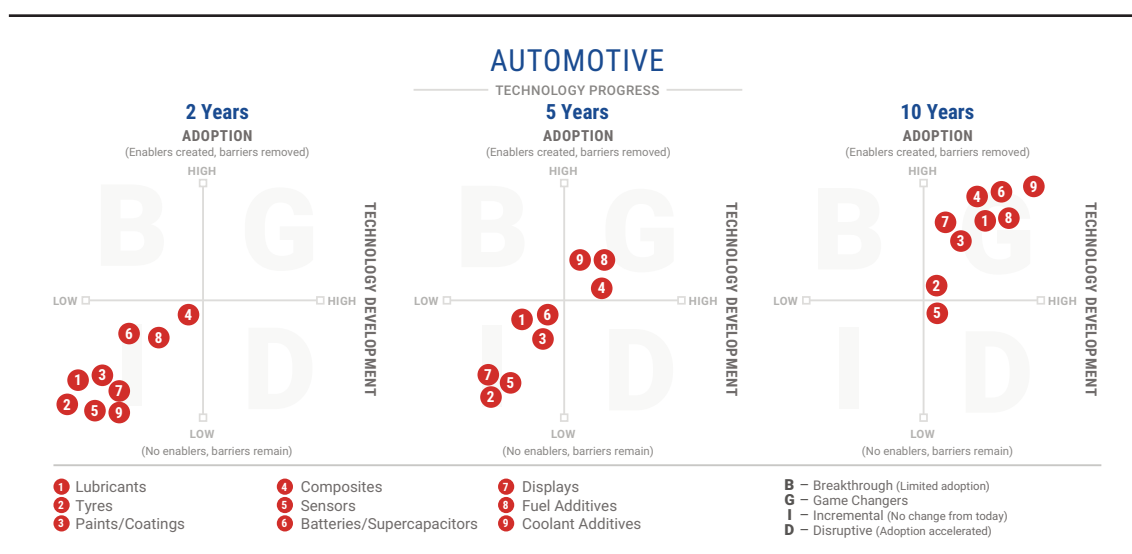 AUTOMOTIVE
TECHNOLOGY PROGRESS
2 Years
ADOPTION
(Enablers created, barriers removed)
HIGH
B G
LOW HIGH
TECHNOLOGY DEVELOPMENT
4
6 8
1 3
7
2 5 9
I D
LOW
(No enablers, barriers remain)
5 Years
ADOPTION
(Enablers created, barriers removed)
HIGH
B G
9 8
4
LOW HIGH
TECHNOLOGY DEVELOPMENT
1 6
3
7 5
2
I D
LOW
(No enablers, barriers remain)
10 Years
ADOPTION
(Enablers created, barriers removed)
HIGH
B G
4 6 9
7 1 8
3
2
LOW HIGH
TECHNOLOGY DEVELOPMENT
5
I D
LOW
(No enablers, barriers remain)
1 Lubricants
2 Tyres
3 Paints/Coatings
4 Composites
5 Sensors
6 Batteries/Supercapacitors
7 Displays
8 Fuel Additives
9 Coolant Additives
B – Breakthrough (Limited adoption)
G – Game Changers
I – Incremental (No change from today)
D – Disruptive (Adoption accelerated)